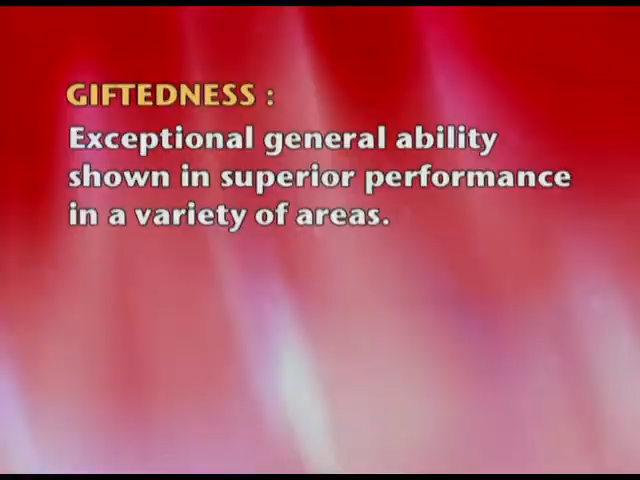 GIFTEDNESS :
Exceptional general ability
shown in superior performance
in a variety of areas.